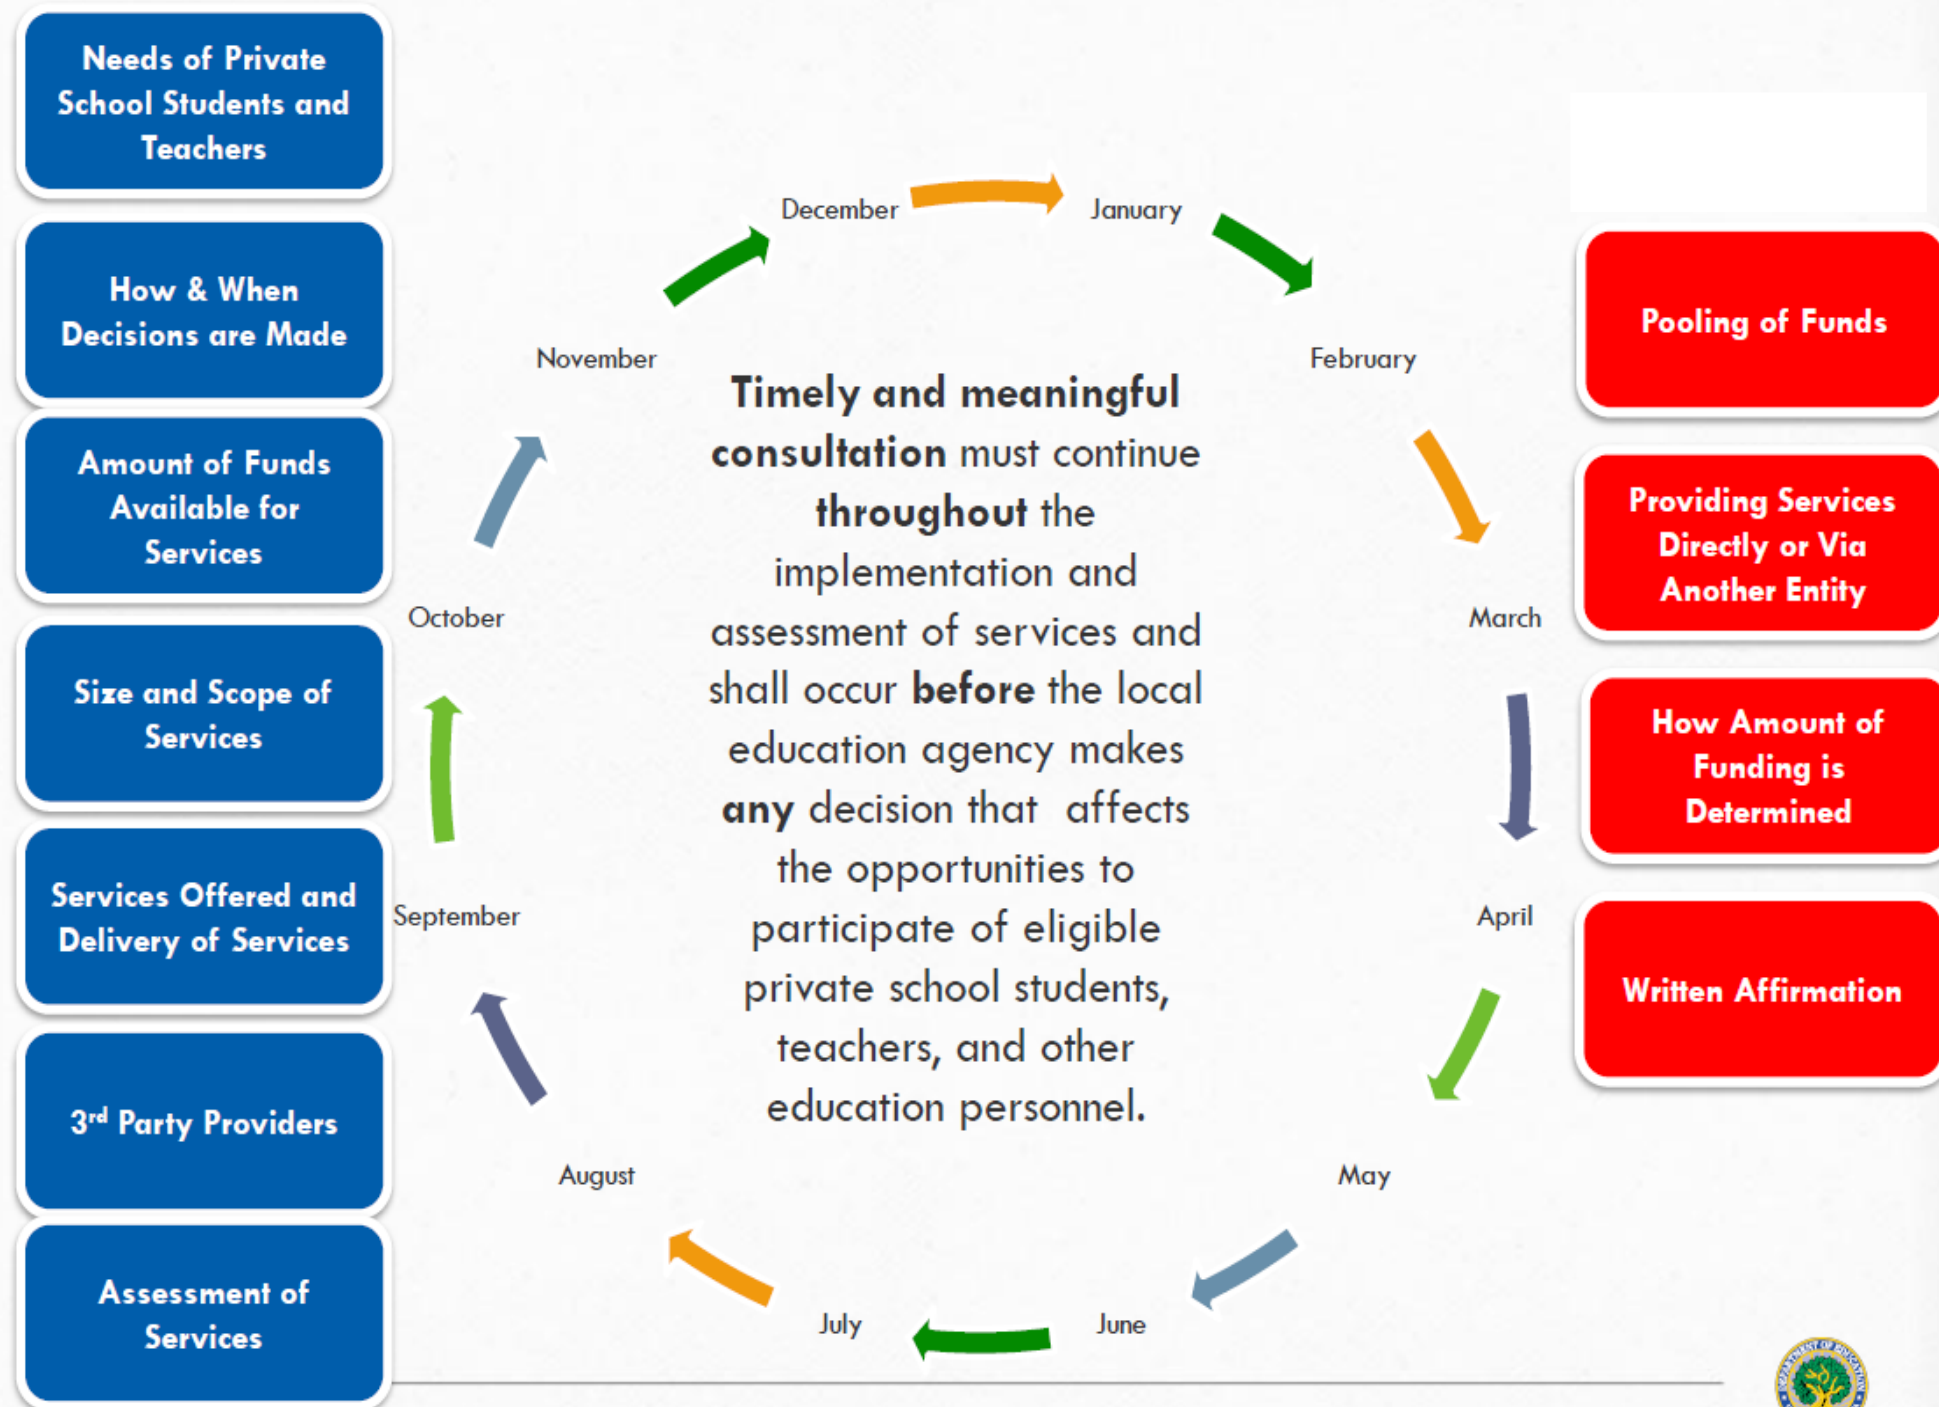 Needs of Private
School Students and
Teachers
How & When
Decisions are Made
Amount of Funds
Available for
Services
Size and Scope of
Services
Services Offered and
Delivery of Services
3rd Party Providers
Assessment of
Services
December
January
February
March
April
May
June
July
August
September
October
November
Timely and meaningful
consultation must continue
throughout the
implementation and
assessment of services and
shall occur before the local
education agency makes
any decision that  affects
the opportunities to
participate of eligible
private school students,
teachers, and other
education personnel.
Pooling of Funds
Providing Services
Directly or Via
Another Entity
How Amount of
Funding is
Determined
Written Affirmation
DEPARTMENT OF EDUCATION